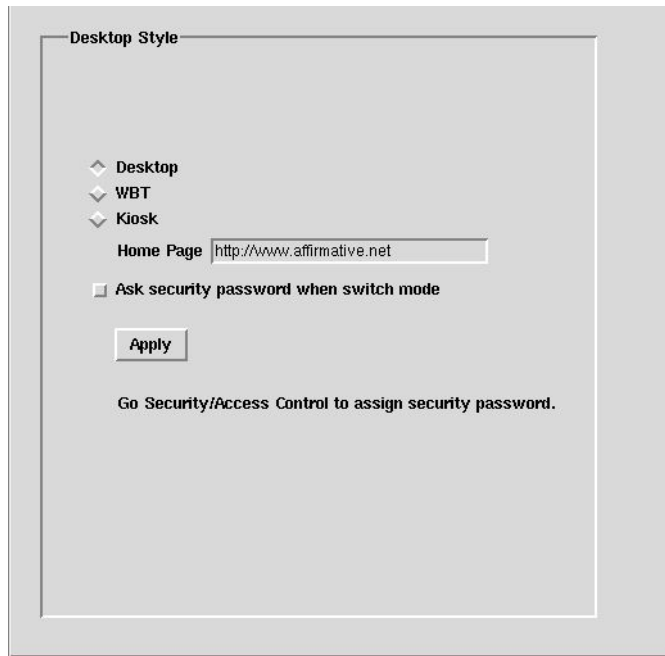 Desktop Style
Desktop
WBT
Kiosk
Home Page http://www.affirmative.net
Ask security password when switch mode
Apply
Go Security/Access Control to assign security password.